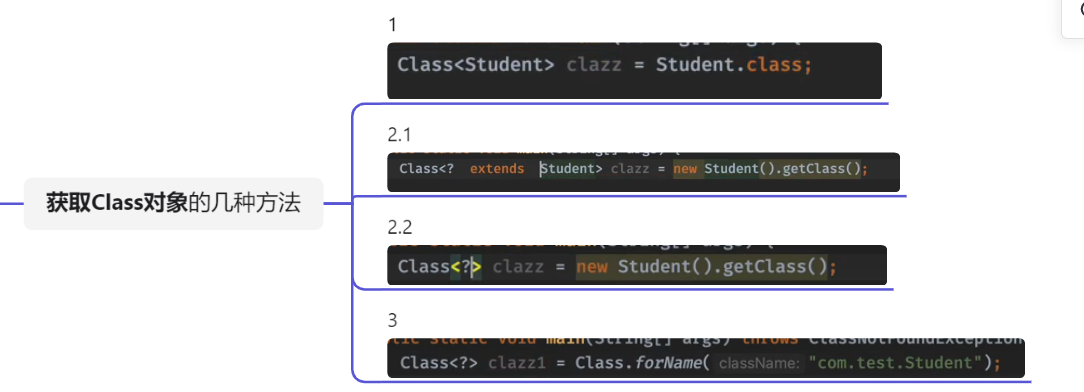 1
Class<Student> clazz = Student.class;
2.1
Class<? extends Student> clazz = new Student().getClass();
获取Class对象的几种方法
2.2
Class<?> clazz = new Student().getClass();
3
static void main(String[] args) throws ClassNotFoundException
Class<?> clazz1 = Class.forName( className: "com.test.Student");